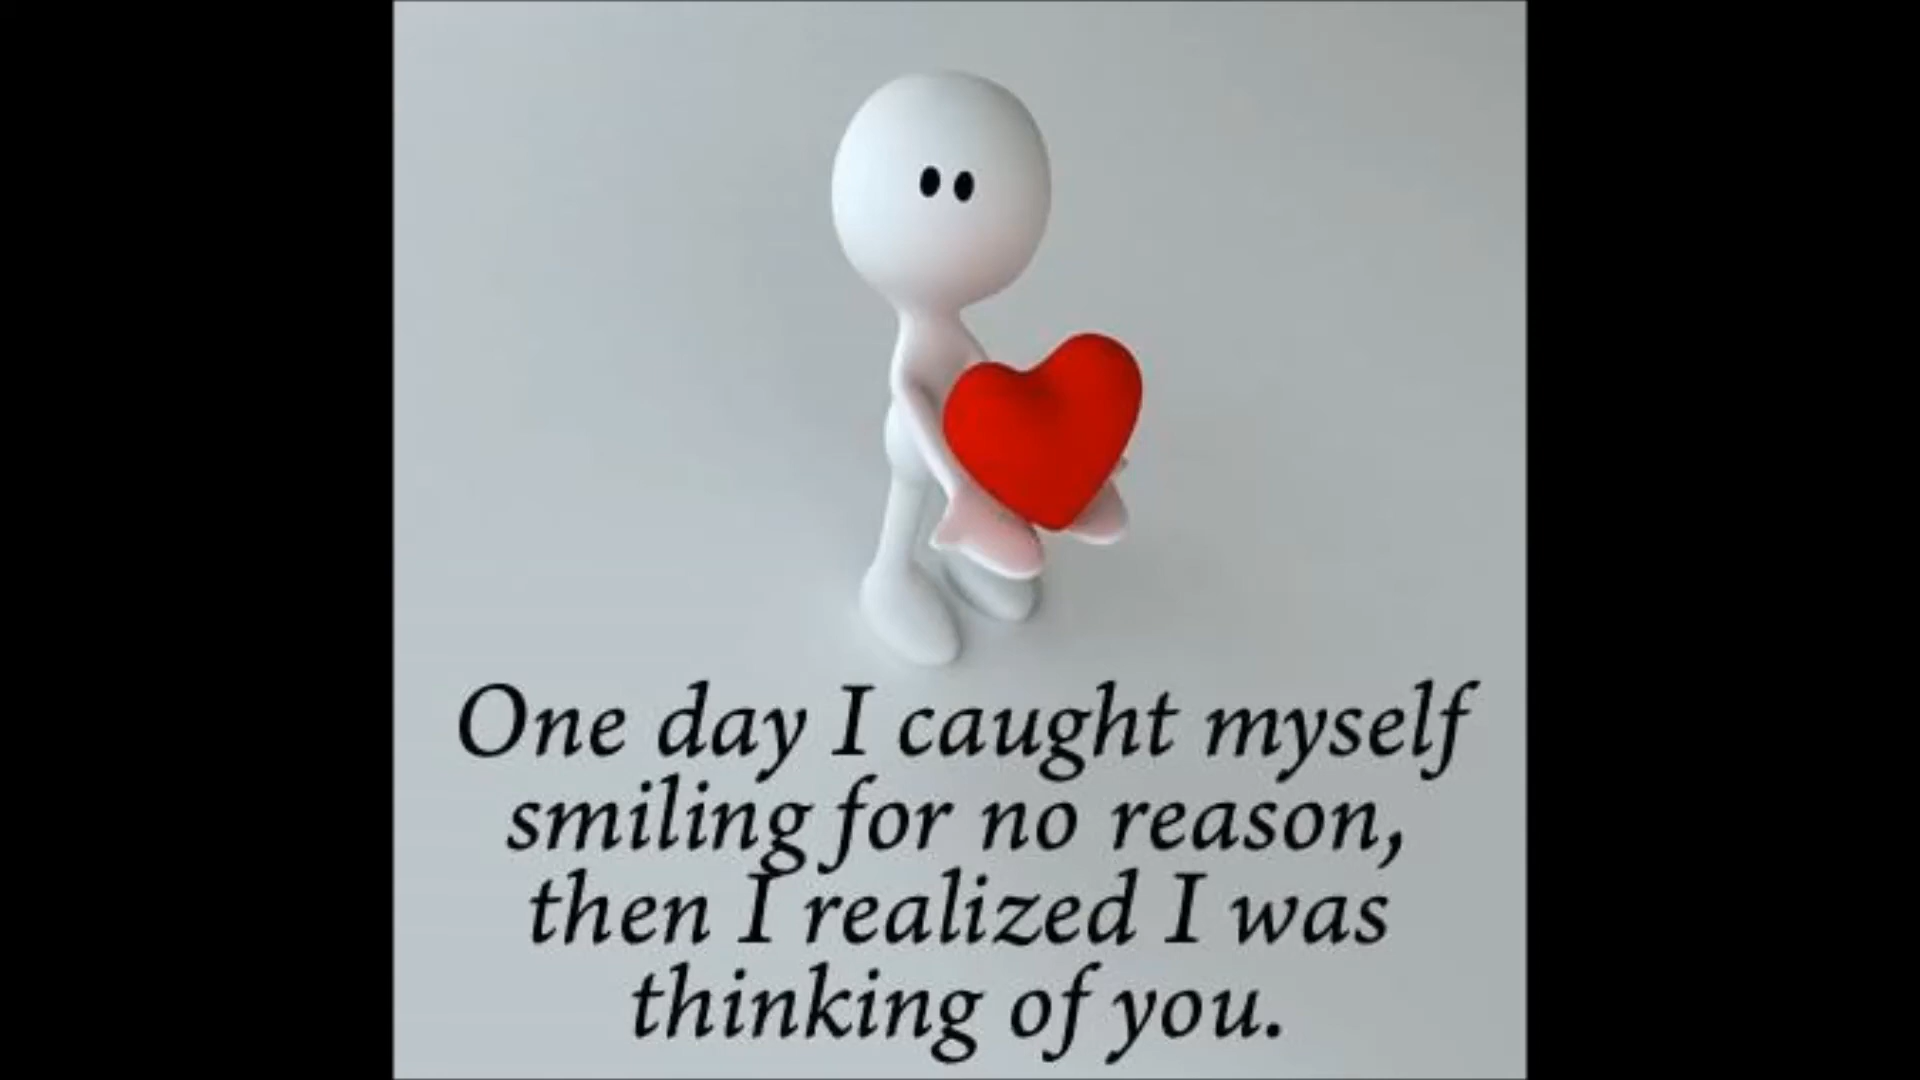 One day I caught myself
smiling for no reason,
then I realized I was
thinking of you.